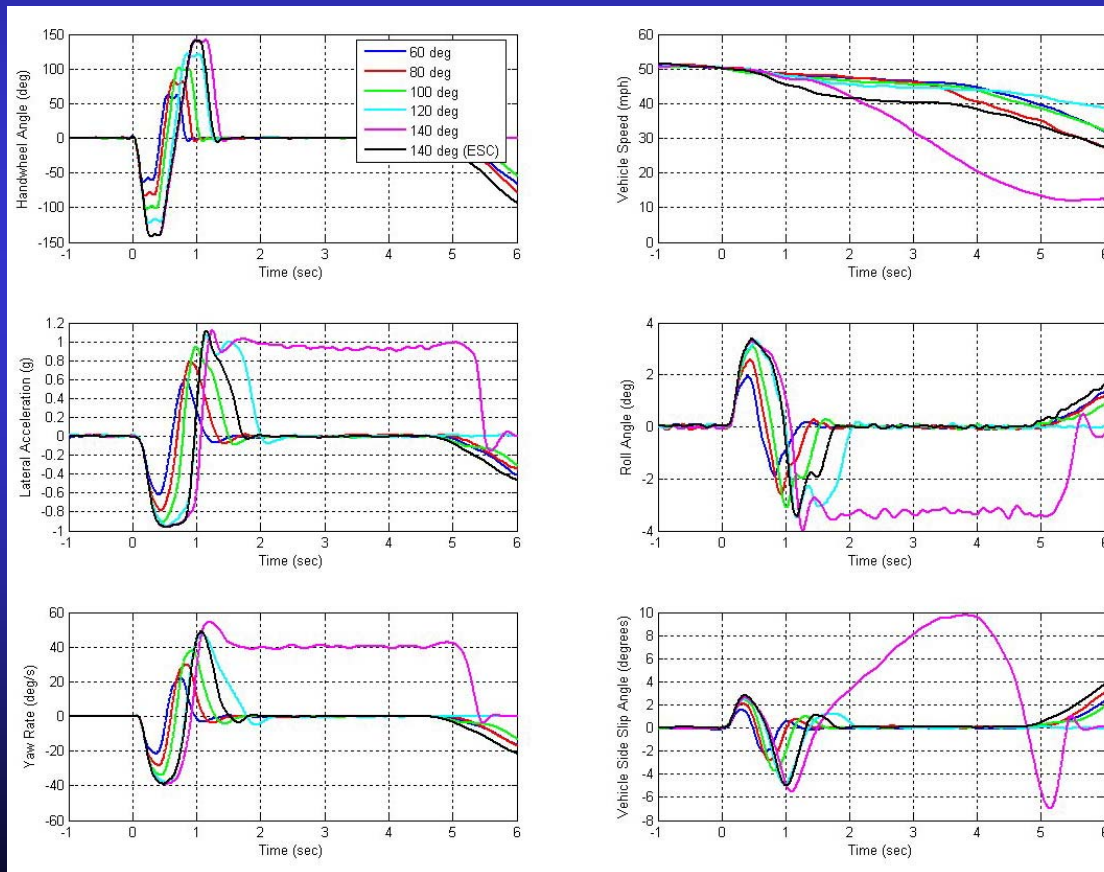 150
100
50
0
-50
-100
-150
Handwheel Angle (deg)
-1 0 1 2 3 4 5 6
Time (sec)
60 deg
80 deg
100 deg
120 deg
140 deg
140 deg (ESC)
60
50
40
30
20
10
0
Vehicle Speed (mph)
-1 0 1 2 3 4 5 6
Time (sec)
1.2
1
0.8
0.6
0.4
0.2
0
-0.2
-0.4
-0.6
-0.8
-1
Lateral Acceleration (g)
-1 0 1 2 3 4 5 6
Time (sec)
4
2
0
-2
-4
Roll Angle (deg)
-1 0 1 2 3 4 5 6
Time (sec)
60
40
20
0
-20
-40
-60
Yaw Rate (deg/s)
-1 0 1 2 3 4 5 6
Time (sec)
10
8
6
4
2
0
-2
-4
-6
-8
Vehicle Side Slip Angle (degrees)
-1 0 1 2 3 4 5 6
Time (sec)